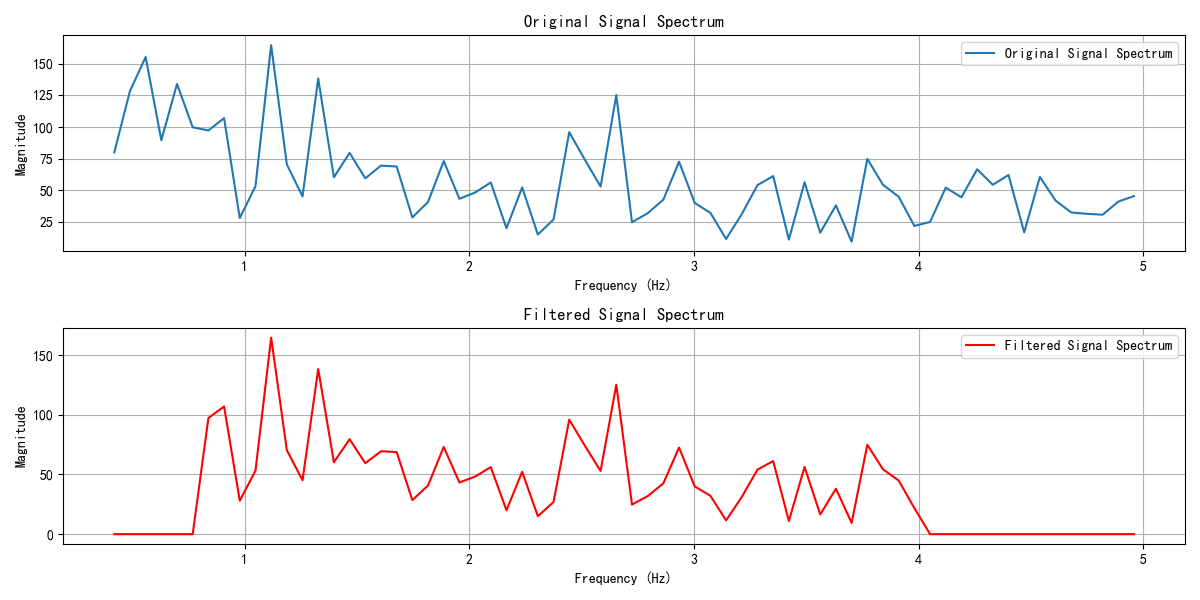 Original Signal Spectrum
Original Signal Spectrum
150
125
100
75
50
25
Magnitude
1 2 3 4 5
Frequency (Hz)
Filtered Signal Spectrum
Filtered Signal Spectrum
150
100
50
0
Magnitude
1 2 3 4 5
Frequency (Hz)